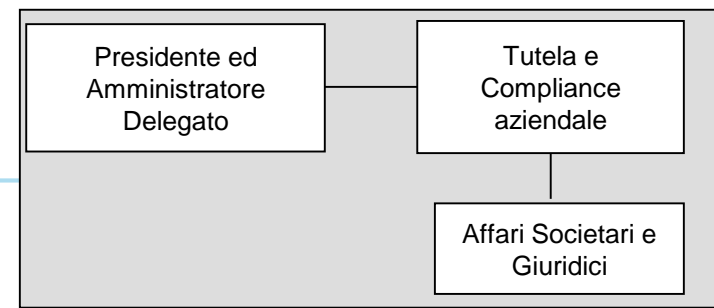 Presidente ed
Amministratore
Delegato
Tutela e
Compliance
aziendale
Affari Societari e
Giuridici